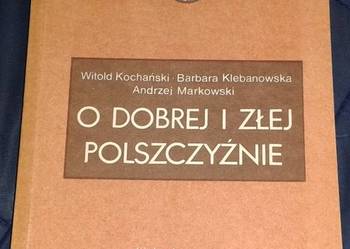 Witold Kochański · Barbara Klebanowska
Andrzej Markowski
O DOBREJ I ZŁEJ
POLSZCZYŹNIE